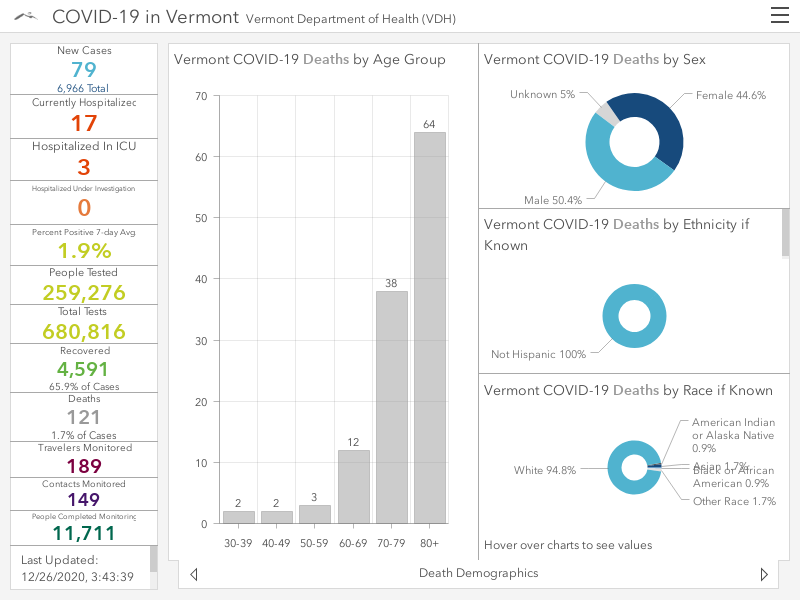 COVID-19 in Vermont Vermont Department of Health (VDH)
New Cases
79
6,966 Total
Currently Hospitalized
17
Hospitalized In ICU
3
Hospitalized Under Investigation
0
Percent Positive 7-day Avg
1.9%
People Tested
259,276
Total Tests
680,816
Recovered
4,591
65.9% of Cases
Deaths
121
1.7% of Cases
Travelers Monitored
189
Contacts Monitored
149
People Completed Monitoring
11,711
Last Updated:
12/26/2020, 3:43:39
Vermont COVID-19 Deaths by Age Group
70
60
50
40
30
20
10
0
2
2
3
12
38
64
30-39 40-49 50-59 60-69 70-79 80+
Vermont COVID-19 Deaths by Sex
Unknown 5%
Female 44.6%
Male 50.4%
Vermont COVID-19 Deaths by Ethnicity if
Known
Not Hispanic 100%
Vermont COVID-19 Deaths by Race if Known
American Indian
or Alaska Native
0.9%
Asian 1.7%
Black or African
American 0.9%
White 94.8%
Other Race 1.7%
Hover over charts to see values
Death Demographics